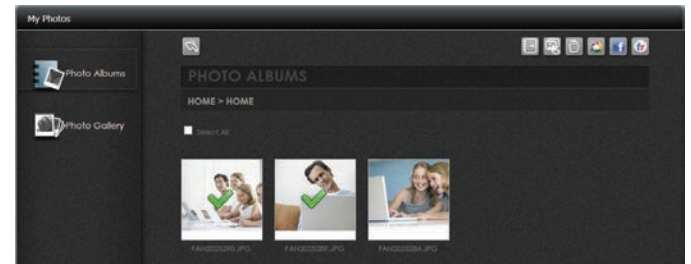 My Photos
Photo Albums
Photo Gallery
PHOTO ALBUMS
HOME > HOME
Select All